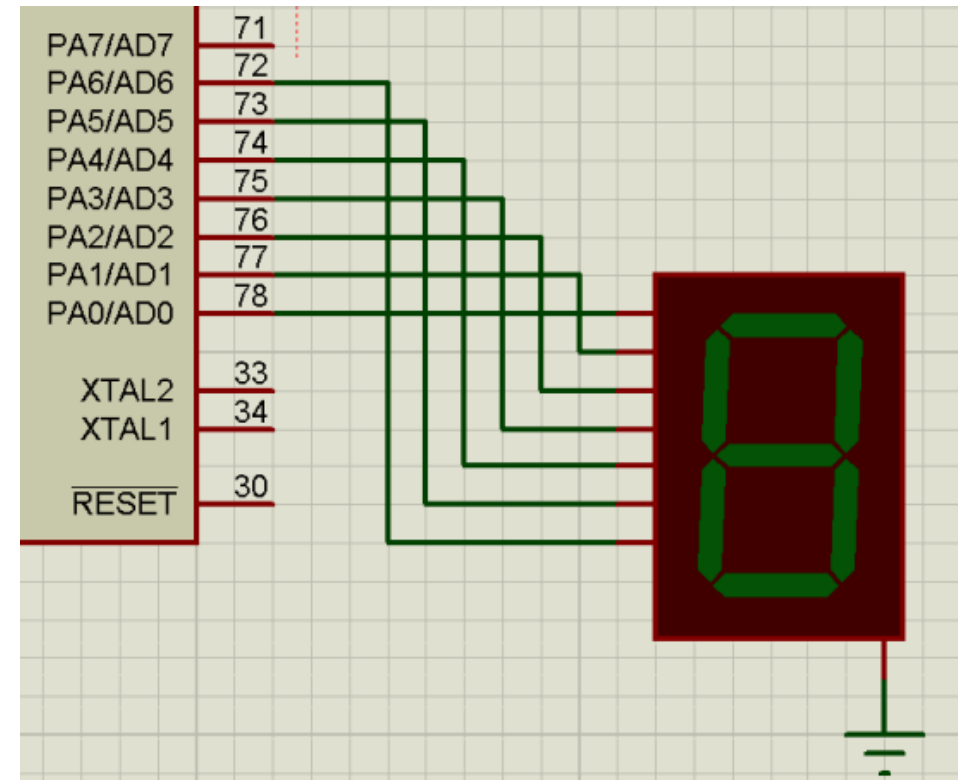 PA7/AD7 71
PA6/AD6 72
PA5/AD5 73
PA4/AD4 74
PA3/AD3 75
PA2/AD2 76
PA1/AD1 77
PA0/AD0 78
XTAL2 33
XTAL1 34
RESET 30